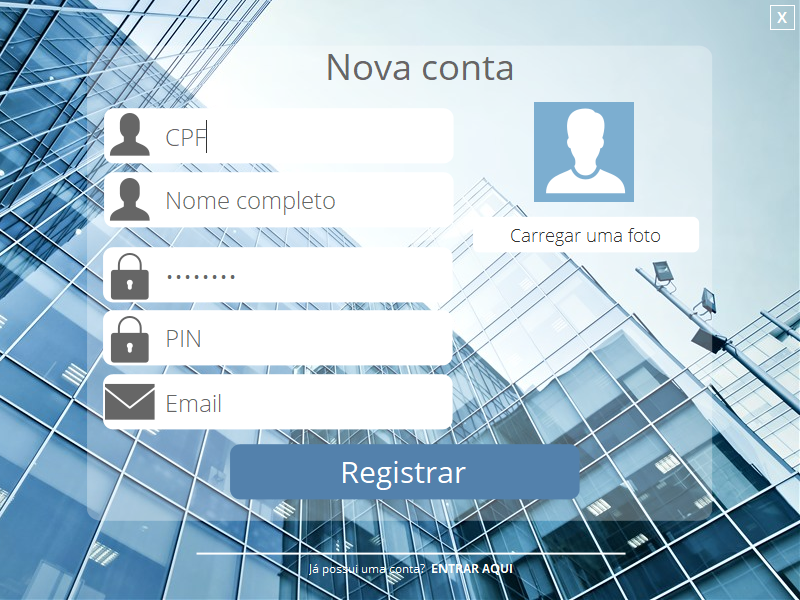 X
Nova conta
CPF
Nome completo
••••••••
PIN
Email
Carregar uma foto
Registrar
Já possui uma conta? ENTRAR AQUI